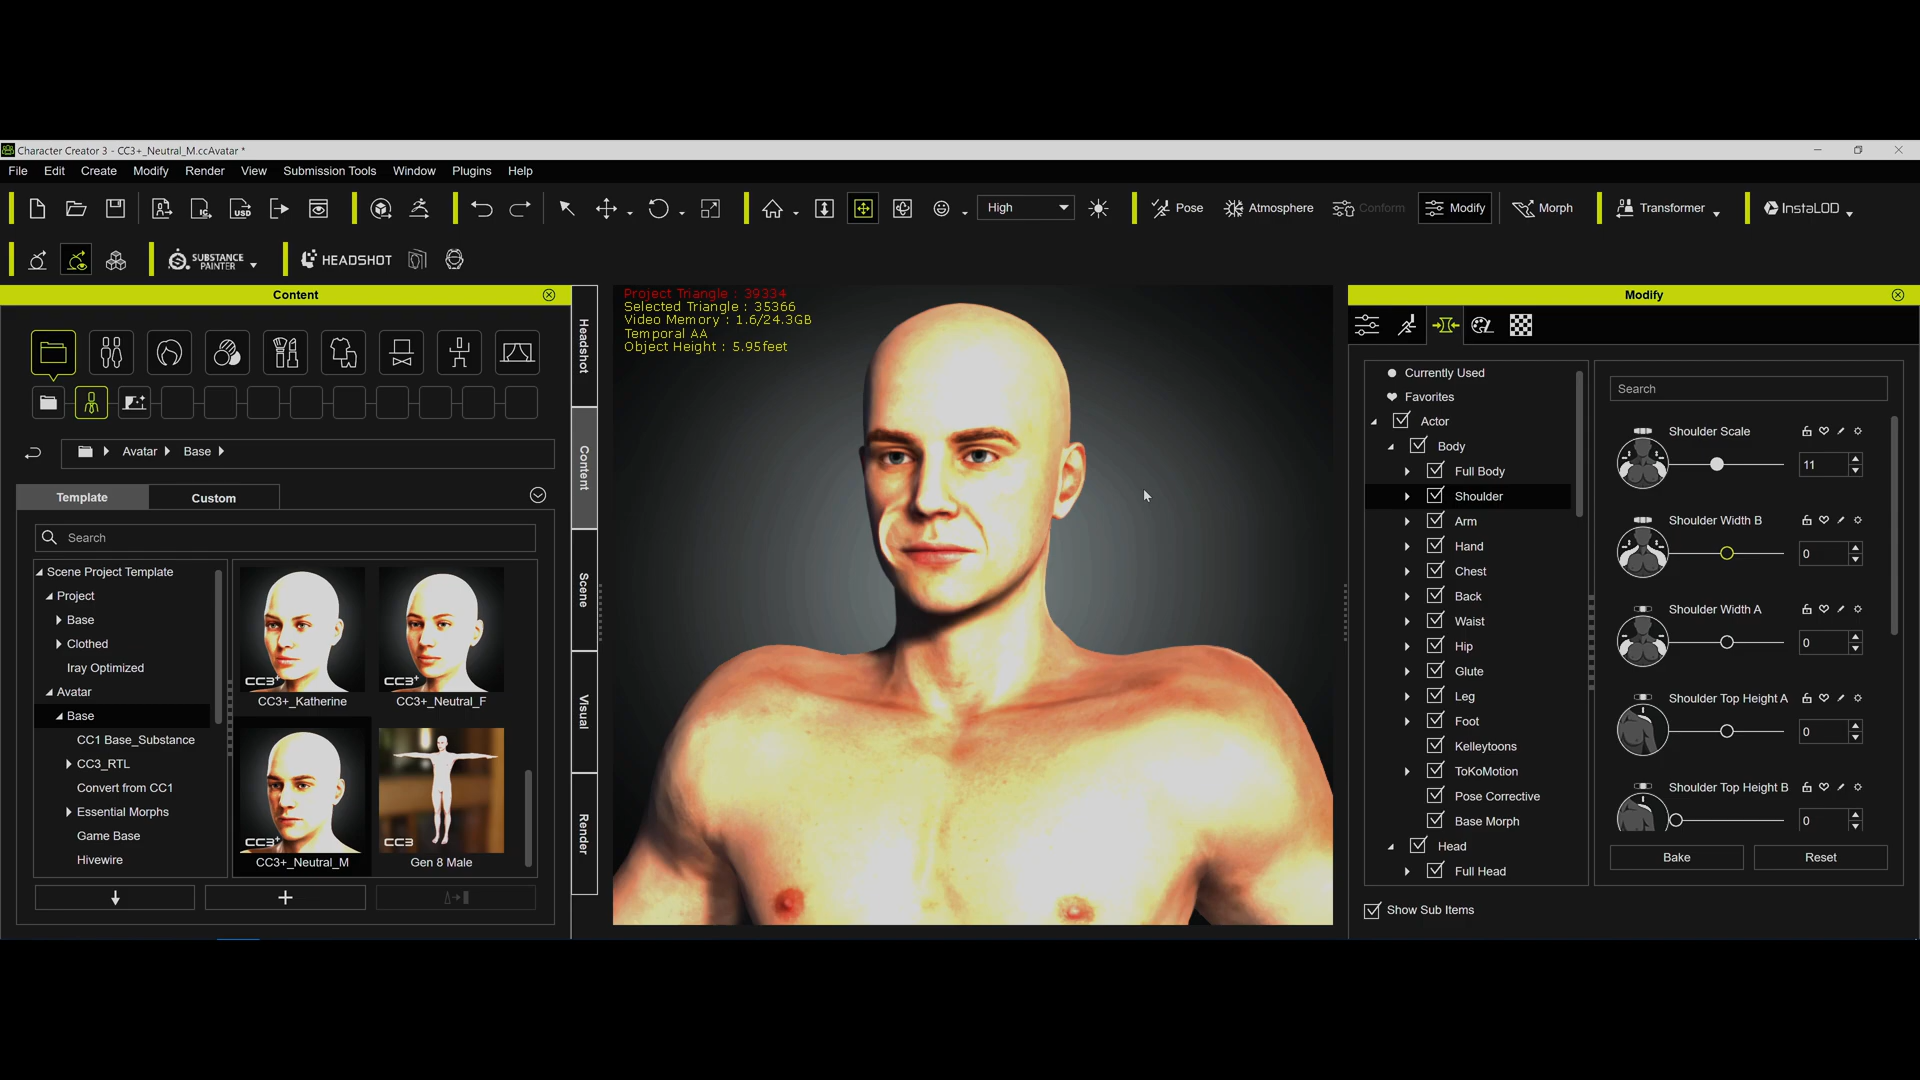 Character Creator 3 - CC3+_Neutral_M.ccAvatar *
File Edit Create Modify Render View Submission Tools Window Plugins Help
IC USD High Pose Atmosphere Conform Modify Morph Transformer InstaLOD
SUBSTANCE PAINTER HEADSHOT
Content
Avatar Base
Template Custom
Search
Scene Project Template
Project
Base
Clothed
Iray Optimized
Avatar
Base
CC1 Base_Substance
CC3_RTL
Convert from CC1
Essential Morphs
Game Base
Hivewire
CC3+
CC3+_Katherine
CC3+
CC3+_Neutral_F
CC3+
CC3+_Neutral_M
CC3
Gen 8 Male
Headshot
Content
Scene
Visual
Render
Project Triangle : 39334
Selected Triangle : 35366
Video Memory : 1.6/24.3GB
Temporal AA
Object Height : 5.95feet
Modify
Currently Used
Favorites
Actor
Body
Full Body
Shoulder
Arm
Hand
Chest
Back
Waist
Hip
Glute
Leg
Foot
Kelleytoons
ToKoMotion
Pose Corrective
Base Morph
Head
Full Head
Show Sub Items
Search
Shoulder Scale
11
Shoulder Width B
0
Shoulder Width A
0
Shoulder Top Height A
0
Shoulder Top Height B
0
Bake Reset